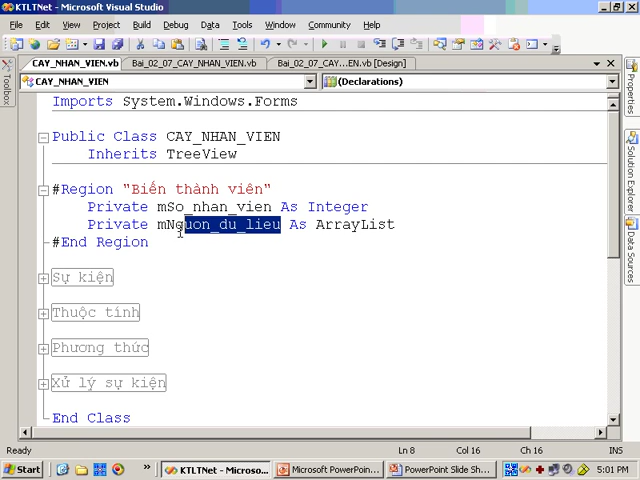 KTLTNet - Microsoft Visual Studio
File Edit View Project Build Debug Data Tools Window Community Help
CAY_NHAN_VIEN.vb Bai_02_07_CAY_NHAN_VIEN.vb Bai_02_07_CAY_...EN.vb [Design]
CAY_NHAN_VIEN (Declarations)
Toolbox
Properties
Solution Explorer
Data Sources
Imports System.Windows.Forms
Public Class CAY_NHAN_VIEN
Inherits TreeView
#Region "Biến thành viên"
Private mSo_nhan_vien As Integer
Private mNguon_du_lieu As ArrayList
#End Region
Sự kiện
Thuộc tính
Phương thức
Xử lý sự kiện
End Class
Ready Ln 8 Col 16 Ch 16 INS
Start » KTLTNet - Microso... Microsoft PowerPoin... PowerPoint Slide Sh... 5:01 PM